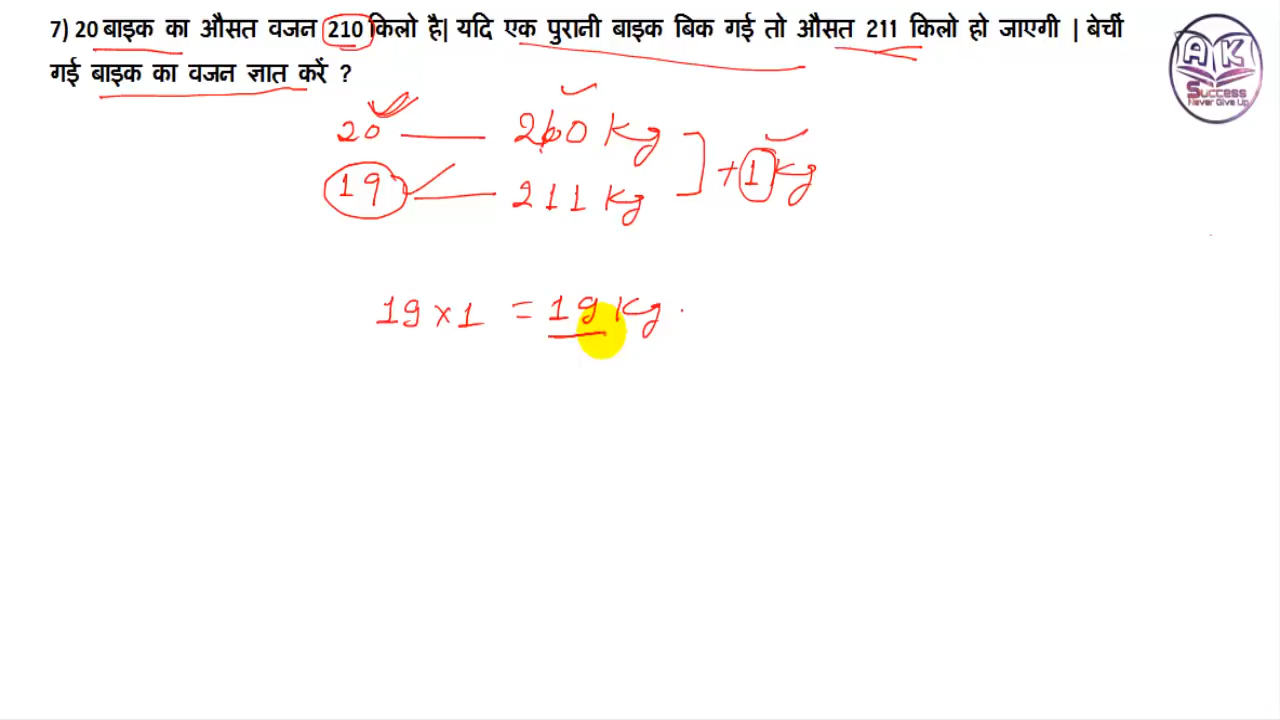 7) 20 बाइक का औसत वजन 210 किलो है| यदि एक पुरानी बाइक बिक गई तो औसत 211 किलो हो जाएगी | बेचीं
गई बाइक का वजन ज्ञात करें ?
AK
Success
Never Give Up
20 — 210 Kg
19 — 211 Kg
+ 1 Kg
19 × 1 = 19 Kg.